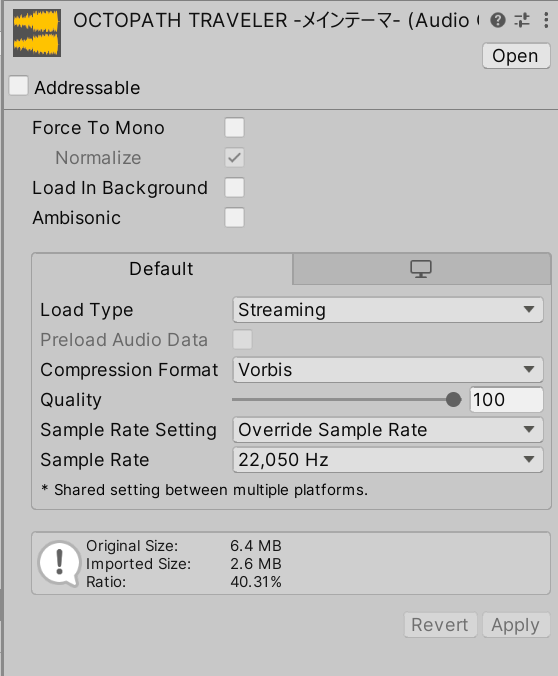 OCTOPATH TRAVELER -メインテーマ- (Audio
Open
Addressable
Force To Mono
Normalize
Load In Background
Ambisonic
Default
Load Type Streaming
Preload Audio Data
Compression Format Vorbis
Quality 100
Sample Rate Setting Override Sample Rate
Sample Rate 22,050 Hz
* Shared setting between multiple platforms.
Original Size: 6.4 MB
Imported Size: 2.6 MB
Ratio: 40.31%
Revert Apply